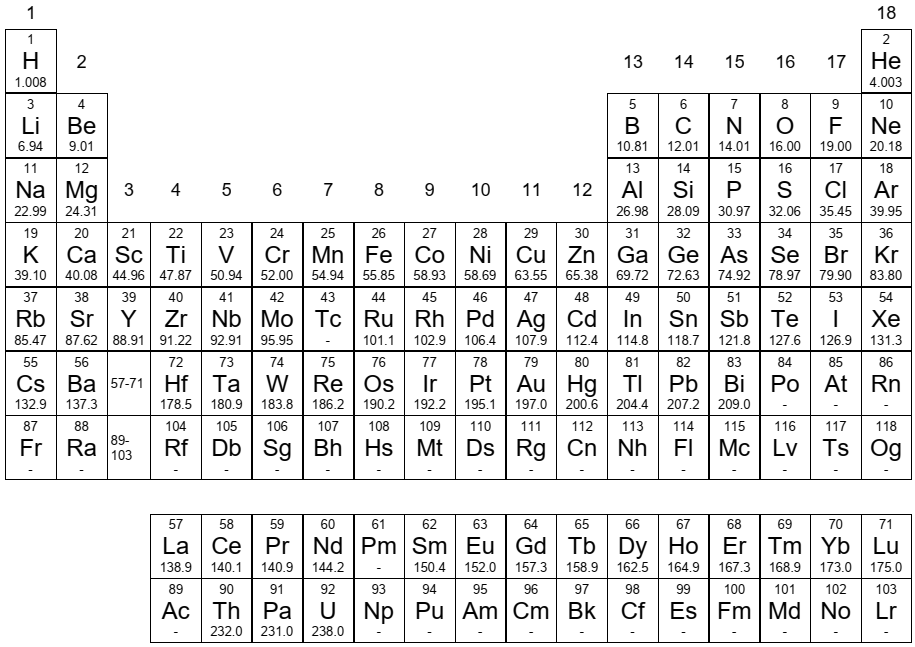 1 18
1 2
H 2 13 14 15 16 17 He
1.008 4.003
3 4 5 6 7 8 9 10
Li Be B C N O F Ne
6.94 9.01 10.81 12.01 14.01 16.00 19.00 20.18
11 12 13 14 15 16 17 18
Na Mg 3 4 5 6 7 8 9 10 11 12 Al Si P S Cl Ar
22.99 24.31 26.98 28.09 30.97 32.06 35.45 39.95
19 20 21 22 23 24 25 26 27 28 29 30 31 32 33 34 35 36
K Ca Sc Ti V Cr Mn Fe Co Ni Cu Zn Ga Ge As Se Br Kr
39.10 40.08 44.96 47.87 50.94 52.00 54.94 55.85 58.93 58.69 63.55 65.38 69.72 72.63 74.92 78.97 79.90 83.80
37 38 39 40 41 42 43 44 45 46 47 48 49 50 51 52 53 54
Rb Sr Y Zr Nb Mo Tc Ru Rh Pd Ag Cd In Sn Sb Te I Xe
85.47 87.62 88.91 91.22 92.91 95.95 - 101.1 102.9 106.4 107.9 112.4 114.8 118.7 121.8 127.6 126.9 131.3
55 56 72 73 74 75 76 77 78 79 80 81 82 83 84 85 86
Cs Ba 57-71 Hf Ta W Re Os Ir Pt Au Hg Tl Pb Bi Po At Rn
132.9 137.3 178.5 180.9 183.8 186.2 190.2 192.2 195.1 197.0 200.6 204.4 207.2 209.0 - - -
87 88 104 105 106 107 108 109 110 111 112 113 114 115 116 117 118
Fr Ra 89-103 Rf Db Sg Bh Hs Mt Ds Rg Cn Nh Fl Mc Lv Ts Og
- - - - - - - - - - - - - - - - -
57 58 59 60 61 62 63 64 65 66 67 68 69 70 71
La Ce Pr Nd Pm Sm Eu Gd Tb Dy Ho Er Tm Yb Lu
138.9 140.1 140.9 144.2 - 150.4 152.0 157.3 158.9 162.5 164.9 167.3 168.9 173.0 175.0
89 90 91 92 93 94 95 96 97 98 99 100 101 102 103
Ac Th Pa U Np Pu Am Cm Bk Cf Es Fm Md No Lr
- 232.0 231.0 238.0 - - - - - - - - - - -